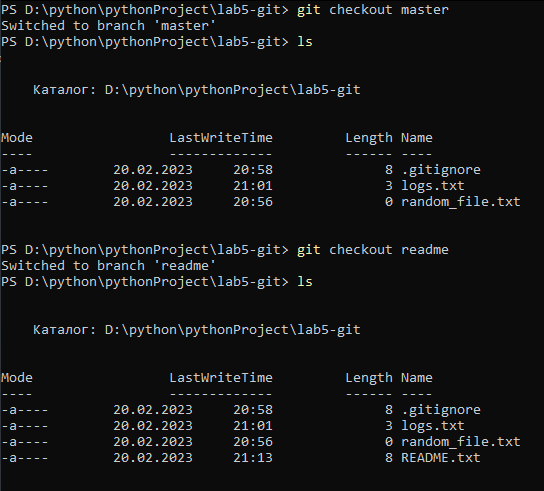 PS D:\python\pythonProject\lab5-git> git checkout master
Switched to branch 'master'
PS D:\python\pythonProject\lab5-git> ls
Каталог: D:\python\pythonProject\lab5-git
Mode LastWriteTime Length Name
---- ------------- ------ ----
-a---- 20.02.2023 20:58 8 .gitignore
-a---- 20.02.2023 21:01 3 logs.txt
-a---- 20.02.2023 20:56 0 random_file.txt
PS D:\python\pythonProject\lab5-git> git checkout readme
Switched to branch 'readme'
PS D:\python\pythonProject\lab5-git> ls
Каталог: D:\python\pythonProject\lab5-git
Mode LastWriteTime Length Name
---- ------------- ------ ----
-a---- 20.02.2023 20:58 8 .gitignore
-a---- 20.02.2023 21:01 3 logs.txt
-a---- 20.02.2023 20:56 0 random_file.txt
-a---- 20.02.2023 21:13 8 README.txt